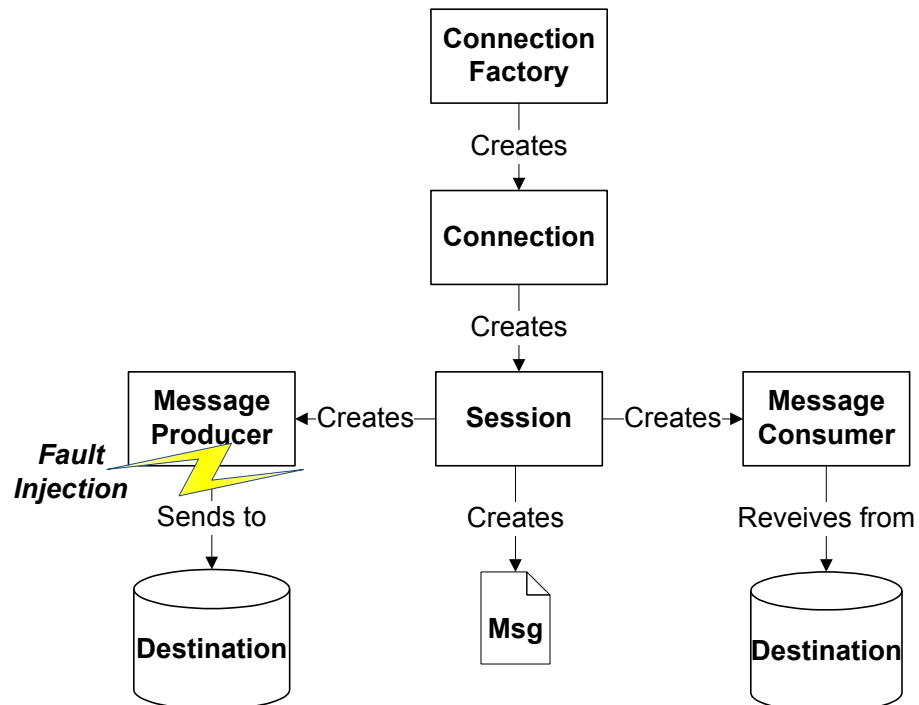 Connection
Factory
Creates
Connection
Creates
Message
Producer
Creates
Session
Creates
Message
Consumer
Fault
Injection
Sends to
Creates
Reveives from
Destination
Msg
Destination